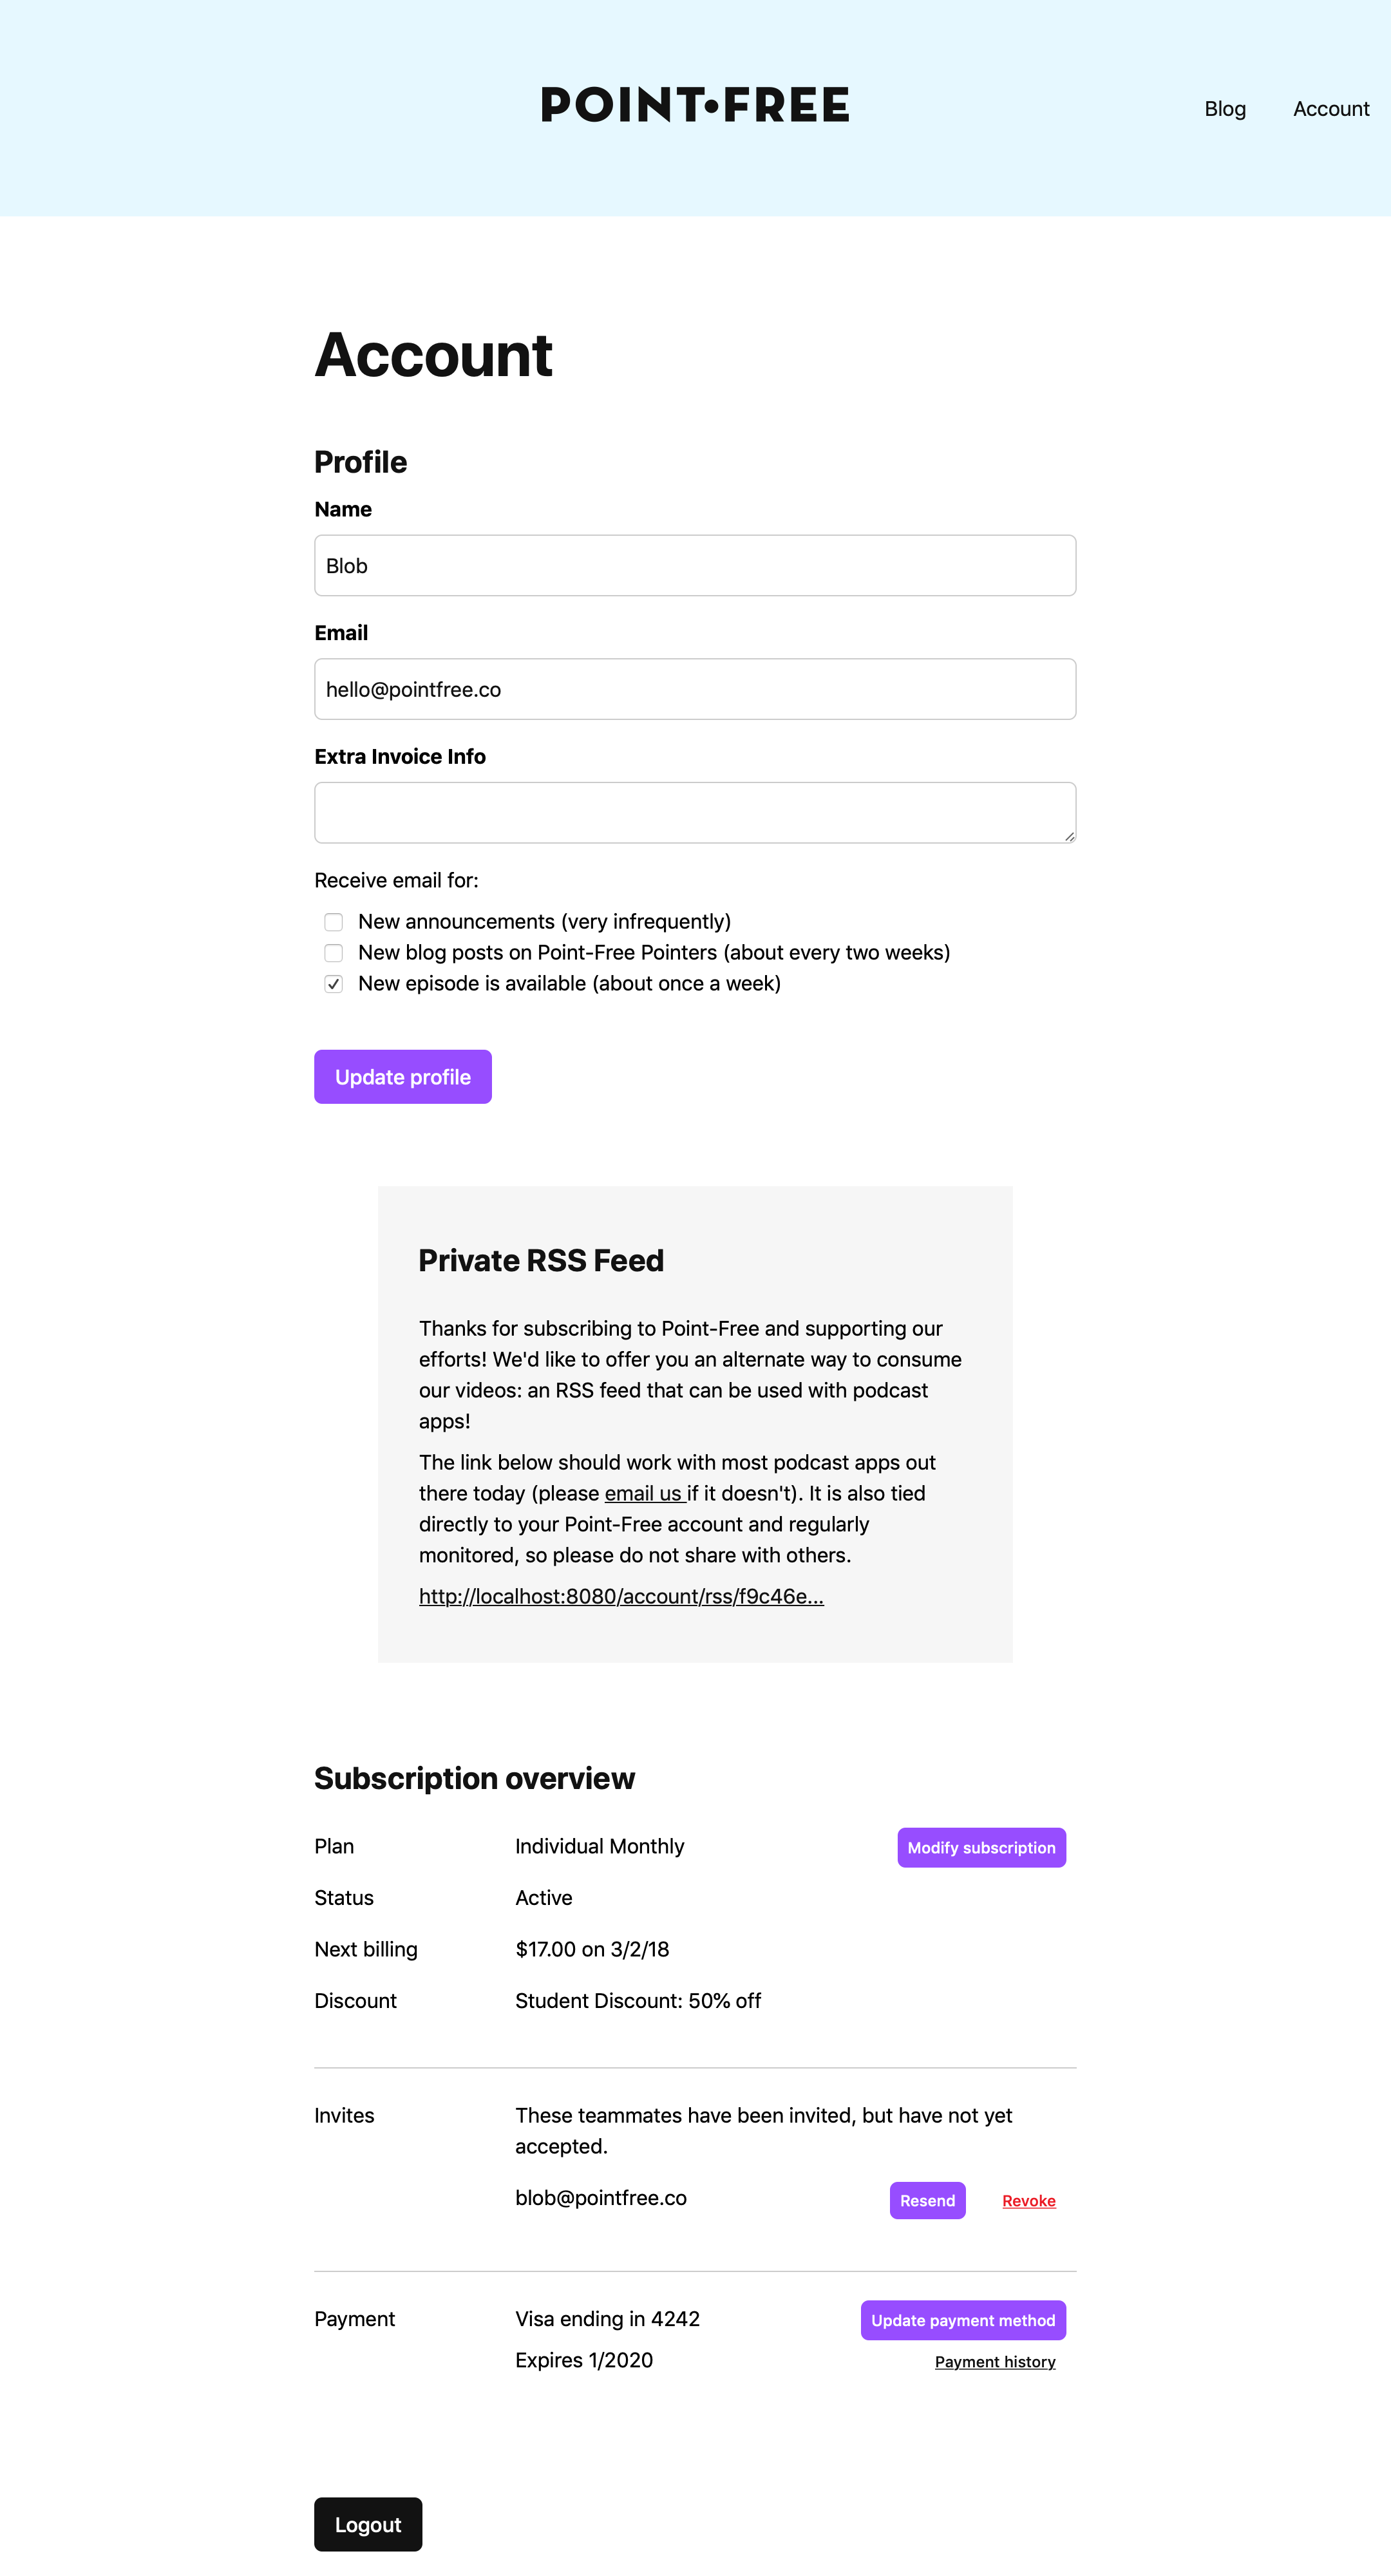 POINT•FREE
Blog
Account
Account
Profile
Name
Blob
Email
hello@pointfree.co
Extra Invoice Info
Receive email for:
New announcements (very infrequently)
New blog posts on Point-Free Pointers (about every two weeks)
New episode is available (about once a week)
Update profile
Private RSS Feed
Thanks for subscribing to Point-Free and supporting our
efforts! We'd like to offer you an alternate way to consume
our videos: an RSS feed that can be used with podcast
apps!
The link below should work with most podcast apps out
there today (please email us if it doesn't). It is also tied
directly to your Point-Free account and regularly
monitored, so please do not share with others.
http://localhost:8080/account/rss/f9c46e...
Subscription overview
Plan
Individual Monthly
Modify subscription
Status
Active
Next billing
$17.00 on 3/2/18
Discount
Student Discount: 50% off
Invites
These teammates have been invited, but have not yet
accepted.
blob@pointfree.co
Resend
Revoke
Payment
Visa ending in 4242
Update payment method
Expires 1/2020
Payment history
Logout